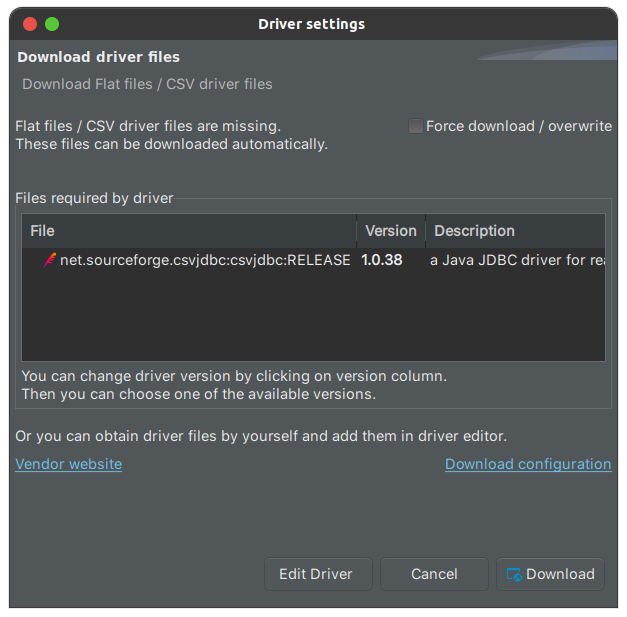 Driver settings
Download driver files
Download Flat files / CSV driver files
Flat files / CSV driver files are missing.
These files can be downloaded automatically.
Force download / overwrite
Files required by driver
File Version Description
net.sourceforge.csvjdbc:csvjdbc:RELEASE 1.0.38 a Java JDBC driver for rea
You can change driver version by clicking on version column.
Then you can choose one of the available versions.
Or you can obtain driver files by yourself and add them in driver editor.
Vendor website Download configuration
Edit Driver Cancel Download